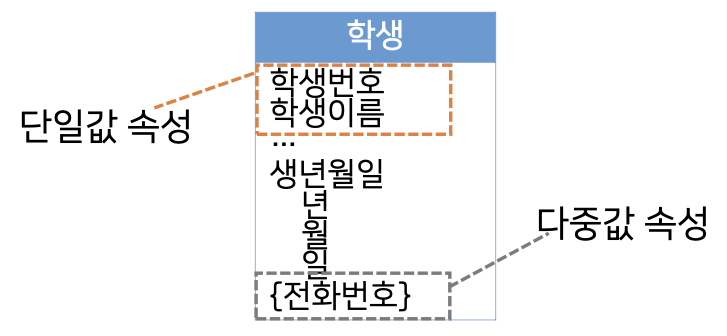 학생
학생번호
학생이름
단일값 속성
...
생년월일
년
월
일
다중값 속성
{전화번호}